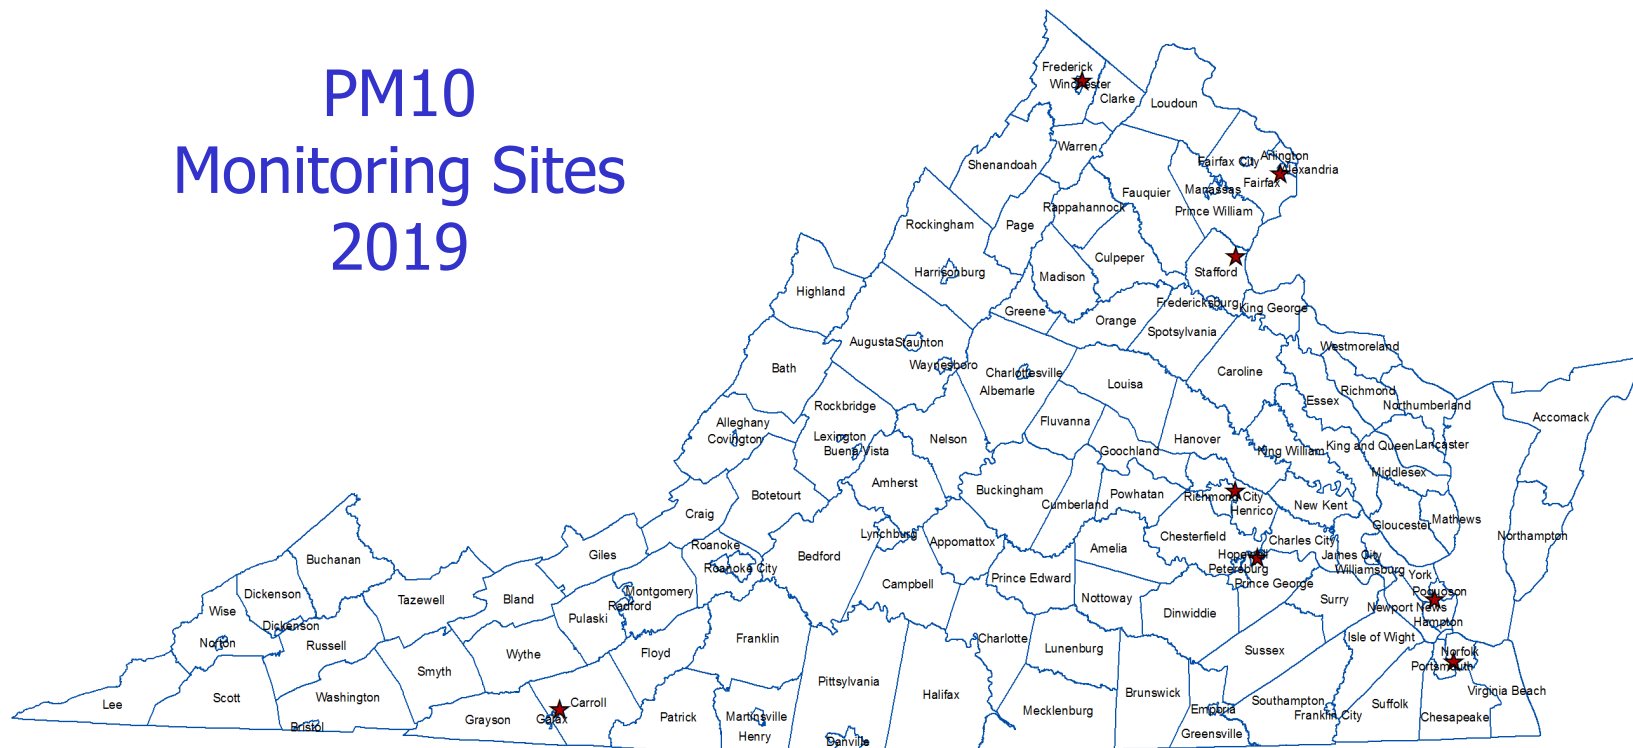 PM10
Monitoring Sites
2019
Frederick
Winchester
Clarke
Loudoun
Warren
Shenandoah
Fairfax City
Arlington
Alexandria
Fairfax
Manassas
Fauquier
Prince William
Rappahannock
Page
Rockingham
Culpeper
Stafford
Harrisonburg
Madison
Highland
Fredericksburg
King George
Greene
Orange
Spotsylvania
Augusta
Staunton
Westmoreland
Waynesboro
Bath
Charlottesville
Albemarle
Louisa
Caroline
Richmond
Essex
Northumberland
Rockbridge
Accomack
Alleghany
Covington
Lexington
Buena Vista
Nelson
Fluvanna
Hanover
Goochland
King William
King and Queen
Lancaster
Middlesex
Amherst
Buckingham
Botetourt
Powhatan
Richmond City
Cumberland
Henrico
New Kent
Craig
Gloucester
Mathews
Lynchburg
Appomattox
Chesterfield
Charles City
Northampton
Roanoke
Giles
Bedford
Amelia
Hopewell
James City
Buchanan
Roanoke City
Petersburg
Williamsburg
York
Campbell
Prince Edward
Prince George
Dickenson
Montgomery
Poquoson
Tazewell
Bland
Radford
Pulaski
Nottoway
Surry
Newport News
Wise
Dinwiddie
Hampton
Dickenson
Norton
Russell
Franklin
Charlotte
Isle of Wight
Wythe
Floyd
Lunenburg
Sussex
Norfolk
Portsmouth
Smyth
Pittsylvania
Halifax
Brunswick
Virginia Beach
Scott
Washington
Lee
Carroll
Southampton
Suffolk
Mecklenburg
Emporia
Franklin City
Chesapeake
Grayson
Galax
Patrick
Martinsville
Henry
Bristol
Danville
Greensville